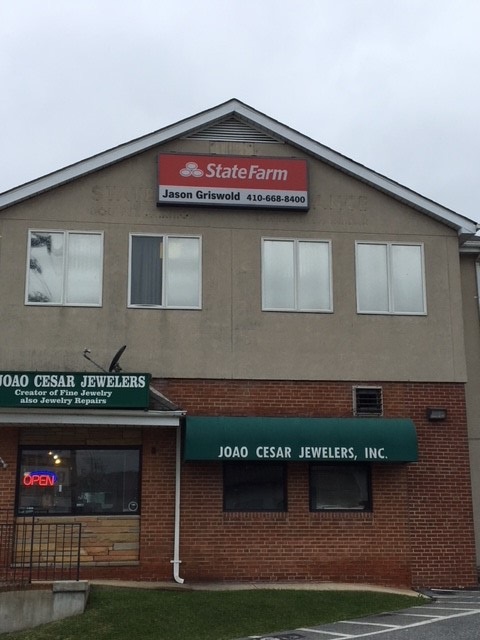 StateFarm
Jason Griswold 410-668-8400
JOAO CESAR JEWELERS
Creator of Fine Jewelry
also Jewelry Repairs
JOAO CESAR JEWELERS, INC.
OPEN